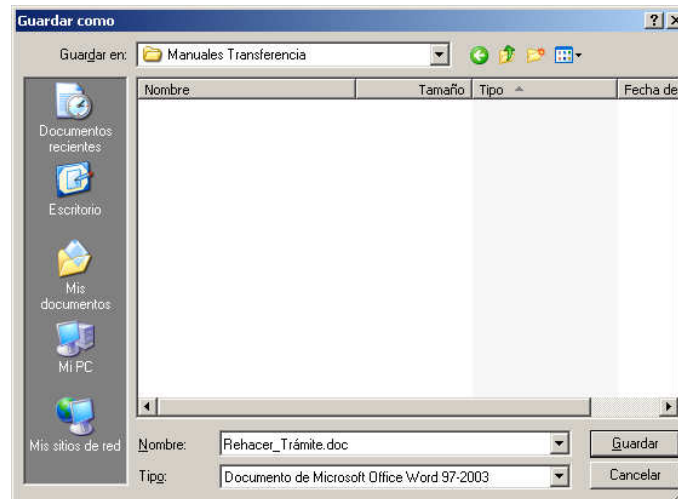 Guardar como
Guardar en: Manuales Transferencia
Nombre Tamaño Tipo Fecha de
Documentos
recientes
Escritorio
Mis
documentos
Mi PC
Mis sitios de red
Nombre: Rehacer_Trámite.doc Guardar
Tipo: Documento de Microsoft Office Word 97-2003 Cancelar